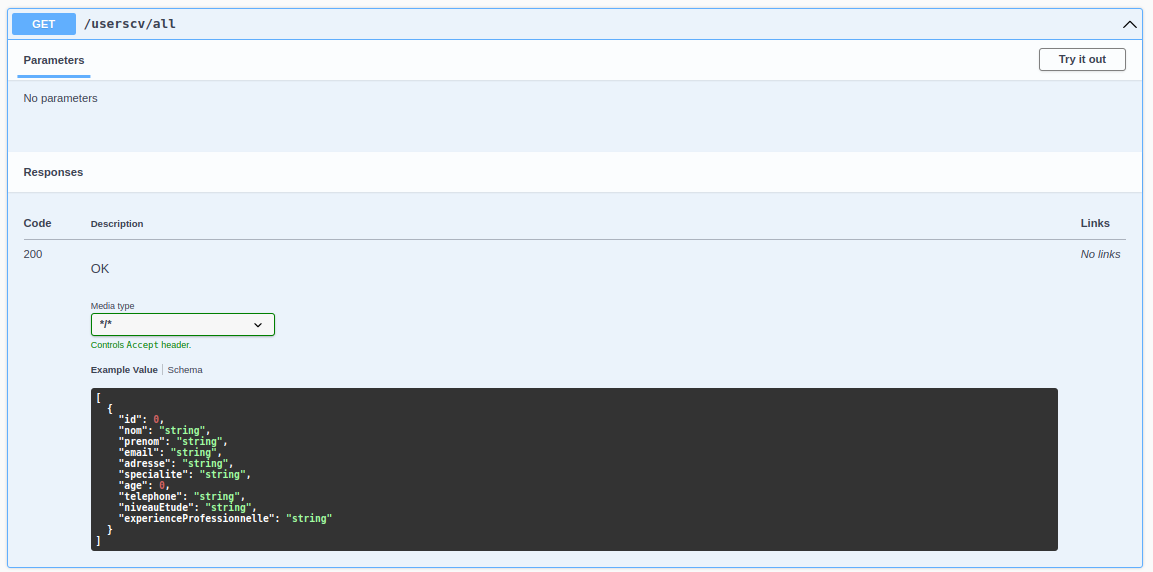 GET /userscv/all
Parameters
Try it out
No parameters
Responses
Code Description Links
200 OK No links
Media type
*/*
Controls Accept header.
Example Value Schema
[
  {
    "id": 0,
    "nom": "string",
    "prenom": "string",
    "email": "string",
    "adresse": "string",
    "specialite": "string",
    "age": 0,
    "telephone": "string",
    "niveauEtude": "string",
    "experienceProfessionnelle": "string"
  }
]